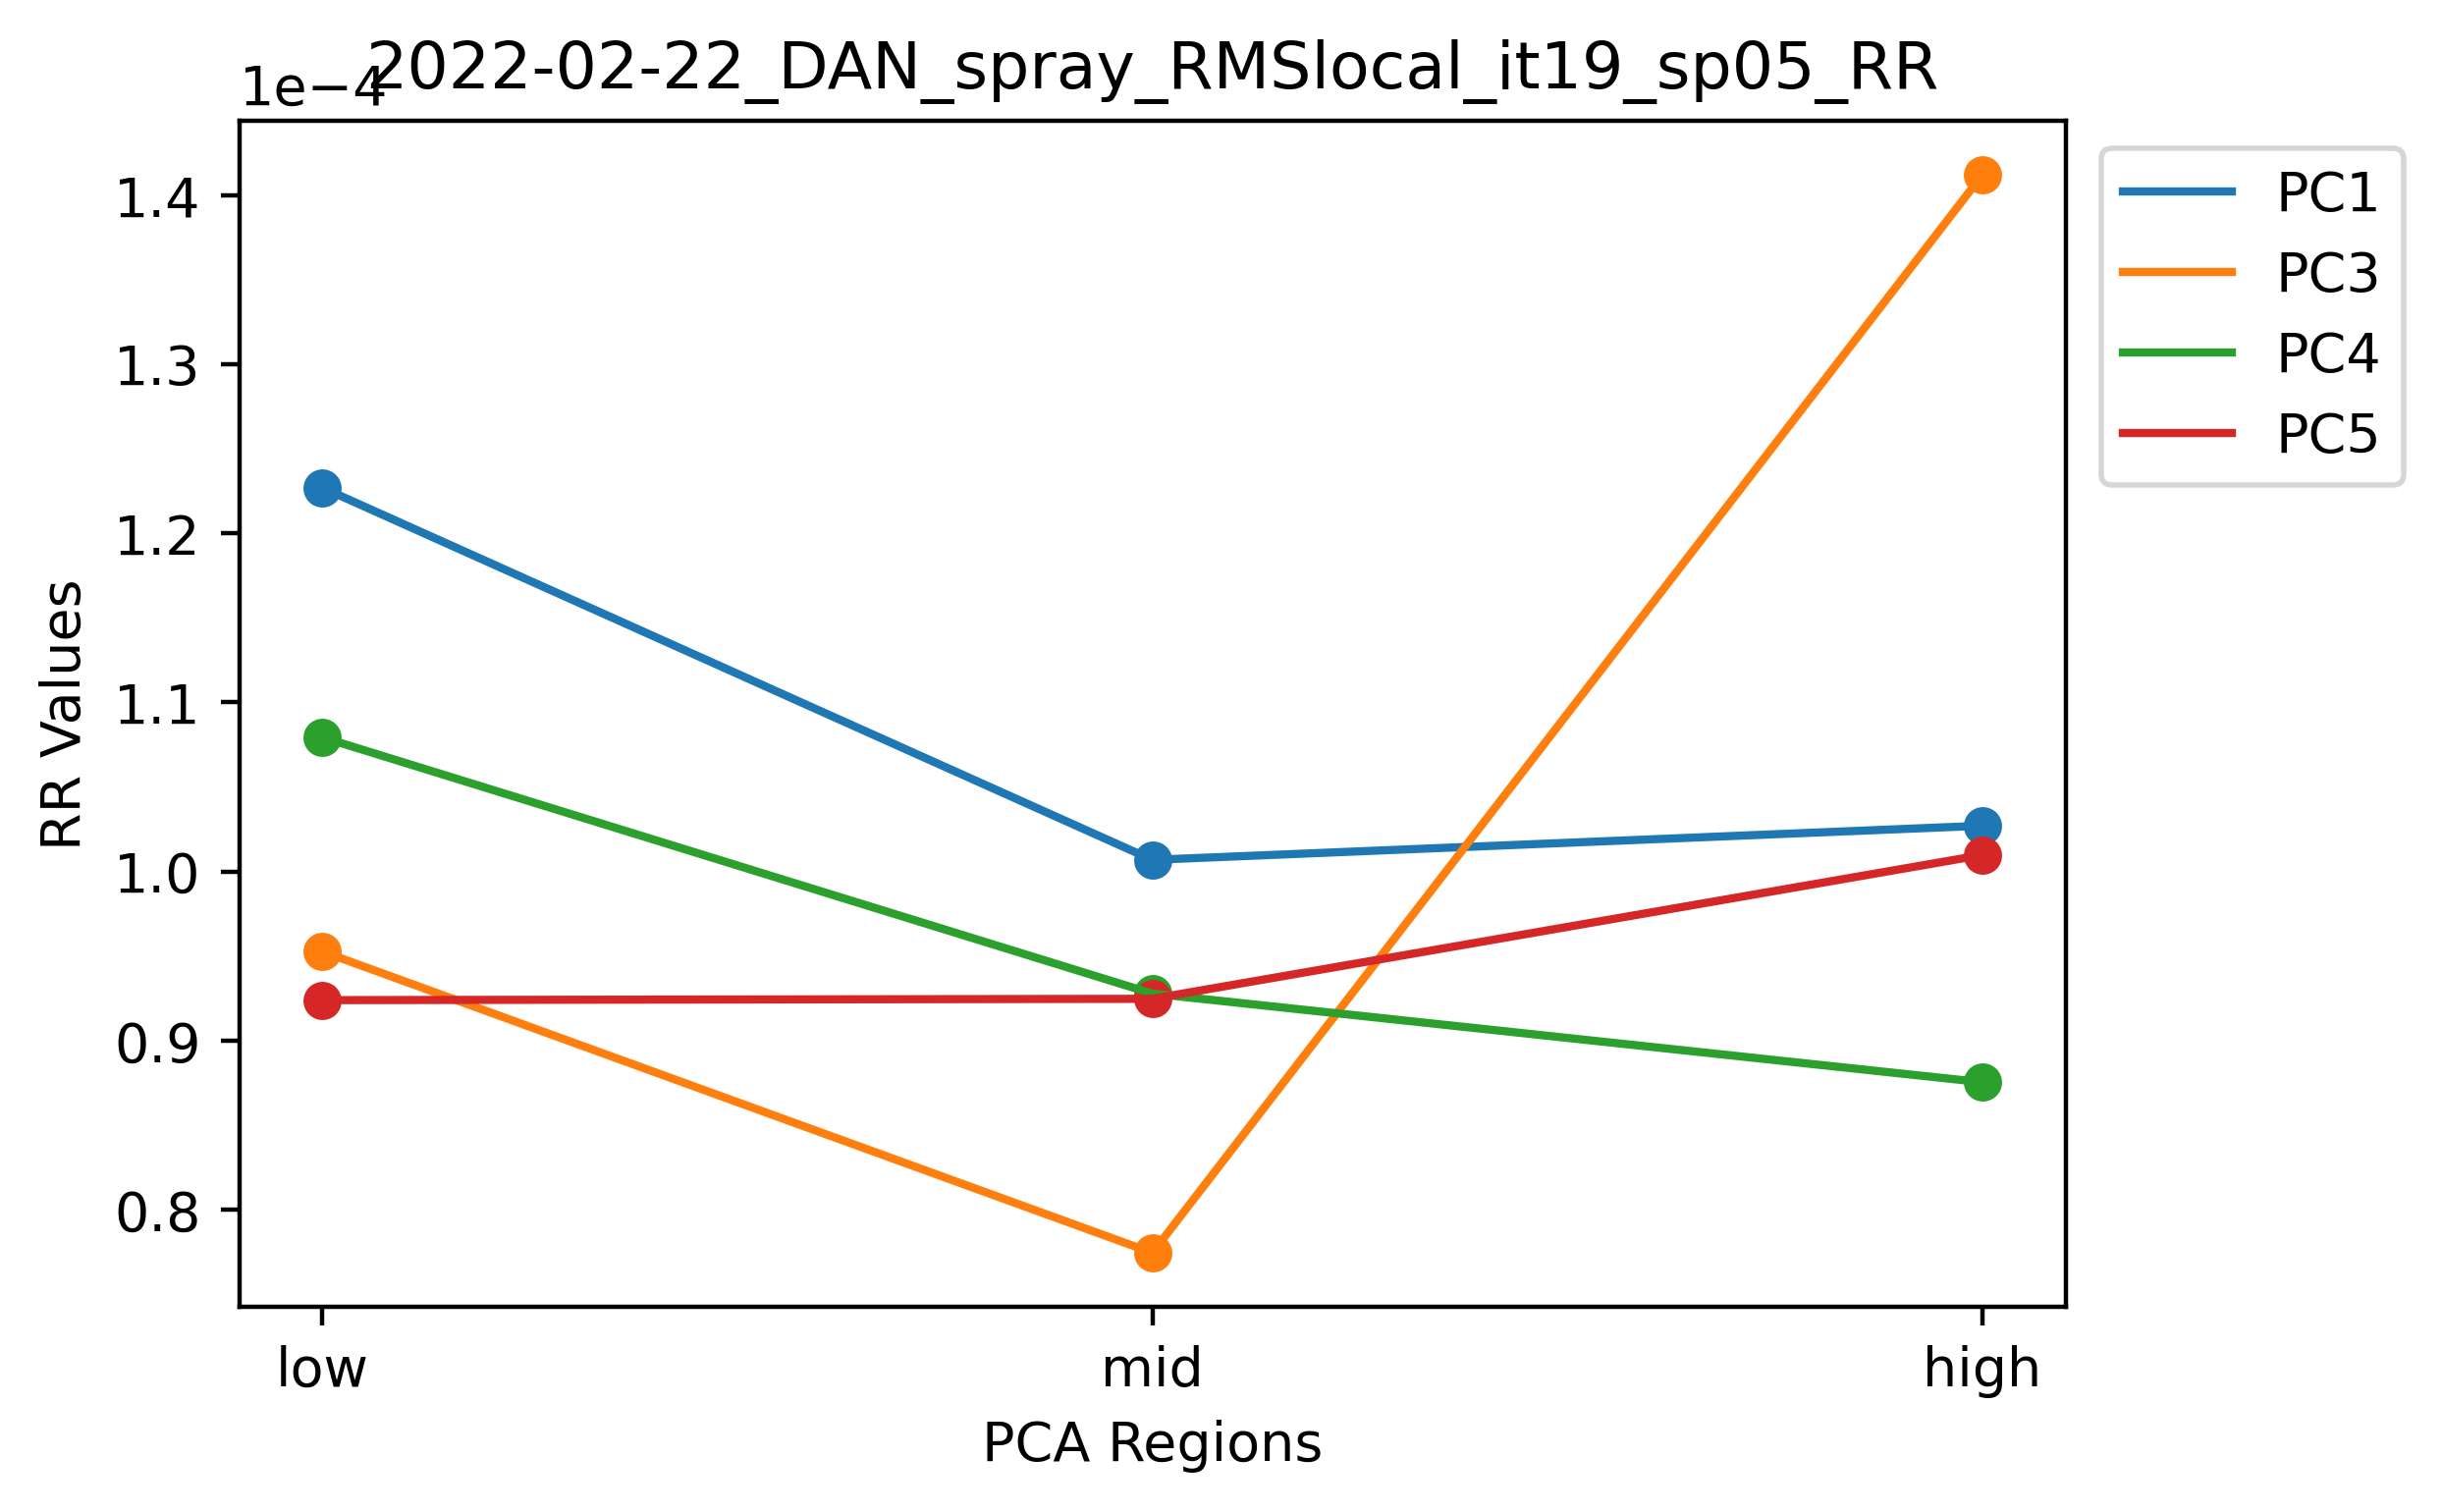 1e−4
2022-02-22_DAN_spray_RMSlocal_it19_sp05_RR
PC1
PC3
PC4
PC5
1.4
1.3
1.2
1.1
1.0
0.9
0.8
RR Values
low mid high
PCA Regions